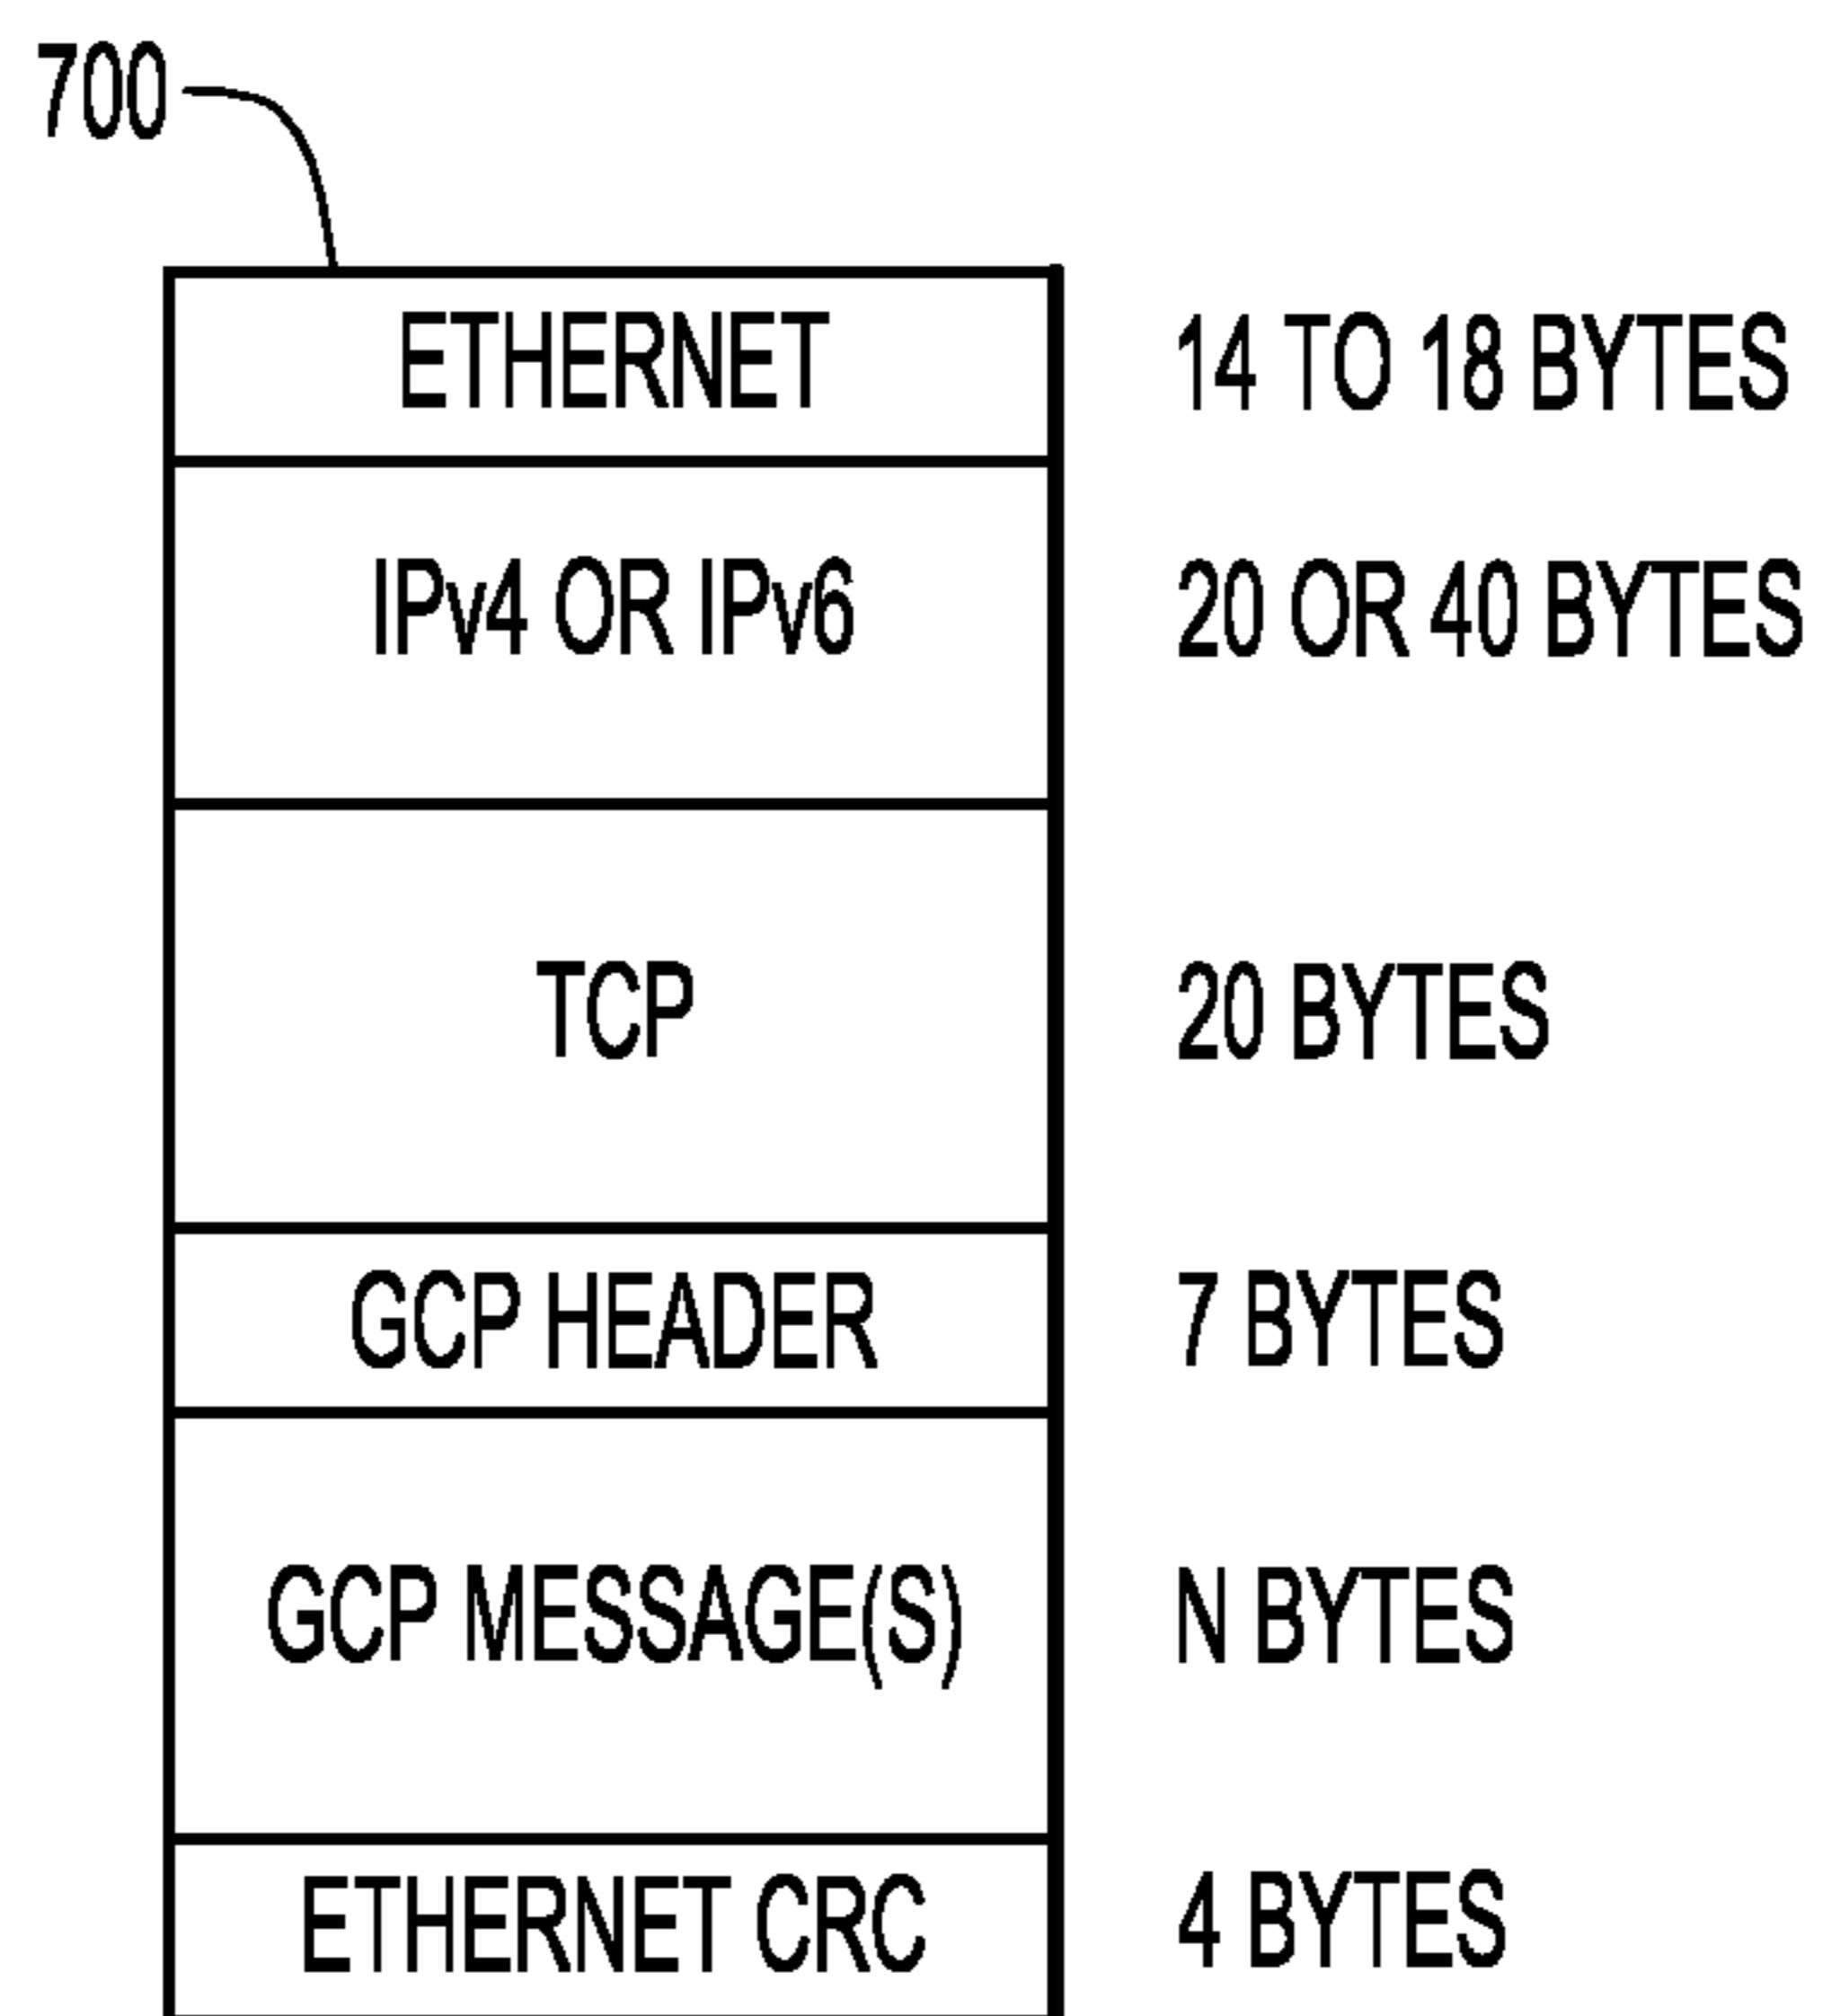 700
ETHERNET 14 TO 18 BYTES
IPv4 OR IPv6 20 OR 40 BYTES
TCP 20 BYTES
GCP HEADER 7 BYTES
GCP MESSAGE(S) N BYTES
ETHERNET CRC 4 BYTES